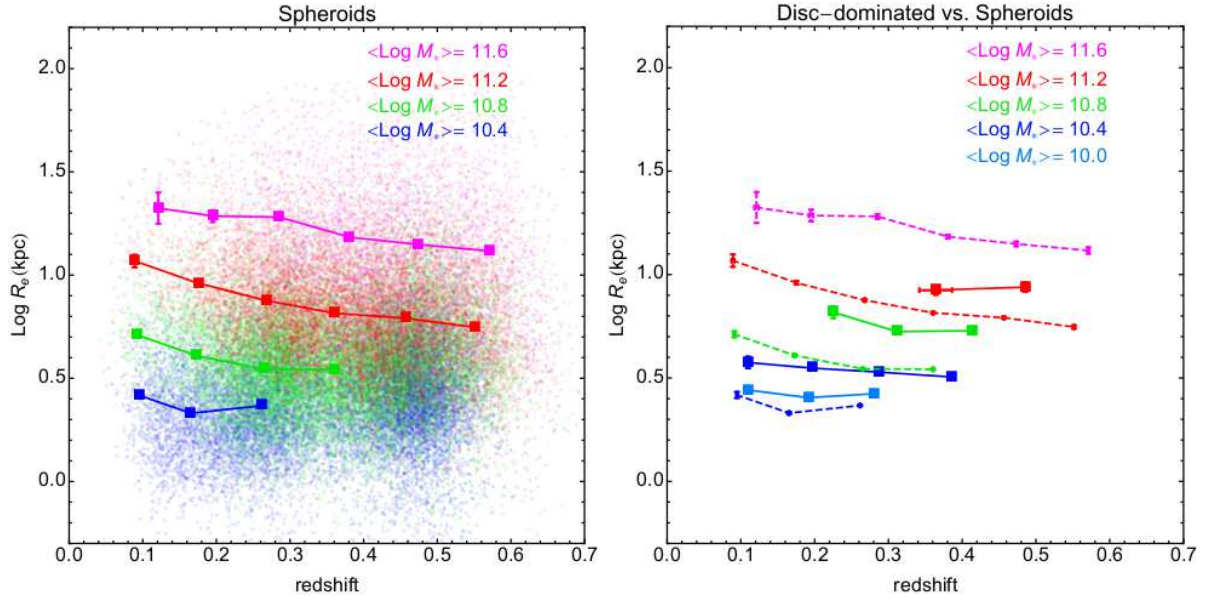 Spheroids
<Log M*>= 11.6
<Log M*>= 11.2
<Log M*>= 10.8
<Log M*>= 10.4
2.0
1.5
1.0
0.5
0.0
Log Re(kpc)
0.0 0.1 0.2 0.3 0.4 0.5 0.6 0.7
redshift
Disc-dominated vs. Spheroids
<Log M*>= 11.6
<Log M*>= 11.2
<Log M*>= 10.8
<Log M*>= 10.4
<Log M*>= 10.0
2.0
1.5
1.0
0.5
0.0
Log Re(kpc)
0.0 0.1 0.2 0.3 0.4 0.5 0.6 0.7
redshift